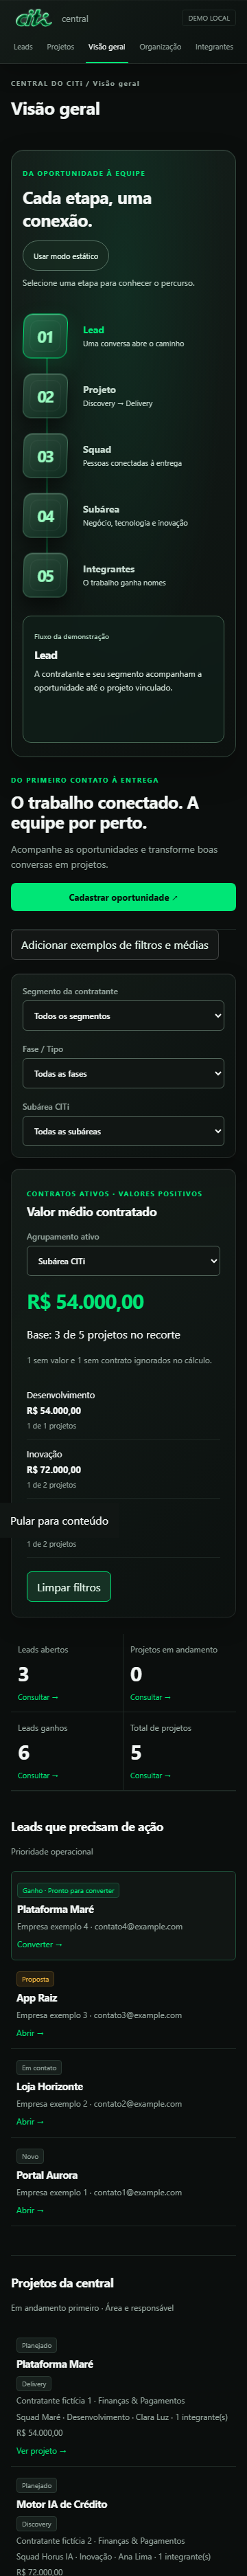 citi central
DEMO LOCAL
Leads Projetos Visão geral Organização Integrantes
CENTRAL DO CITi / Visão geral
Visão geral
DA OPORTUNIDADE À EQUIPE
Cada etapa, uma
conexão.
Usar modo estático
Selecione uma etapa para conhecer o percurso.
01
Lead
Uma conversa abre o caminho
02
Projeto
Discovery → Delivery
03
Squad
Pessoas conectadas à entrega
04
Subárea
Negócio, tecnologia e inovação
05
Integrantes
O trabalho ganha nomes
Fluxo da demonstração
Lead
A contratante e seu segmento acompanham a
oportunidade até o projeto vinculado.
DO PRIMEIRO CONTATO À ENTREGA
O trabalho conectado. A
equipe por perto.
Acompanhe as oportunidades e transforme boas
conversas em projetos.
Cadastrar oportunidade ↗
Adicionar exemplos de filtros e médias
Segmento da contratante
Todos os segmentos
Fase / Tipo
Todas as fases
Subárea CITi
Todas as subáreas
CONTRATOS ATIVOS · VALORES POSITIVOS
Valor médio contratado
Agrupamento ativo
Subárea CITi
R$ 54.000,00
Base: 3 de 5 projetos no recorte
1 sem valor e 1 sem contrato ignorados no cálculo.
Desenvolvimento
R$ 54.000,00
1 de 1 projetos
Inovação
R$ 72.000,00
1 de 2 projetos
Pular para conteúdo
1 de 2 projetos
Limpar filtros
Leads abertos
3
Consultar →
Projetos em andamento
0
Consultar →
Leads ganhos
6
Consultar →
Total de projetos
5
Consultar →
Leads que precisam de ação
Prioridade operacional
Ganho · Pronto para converter
Plataforma Maré
Empresa exemplo 4 · contato4@example.com
Converter →
Proposta
App Raiz
Empresa exemplo 3 · contato3@example.com
Abrir →
Em contato
Loja Horizonte
Empresa exemplo 2 · contato2@example.com
Abrir →
Novo
Portal Aurora
Empresa exemplo 1 · contato1@example.com
Abrir →
Projetos da central
Em andamento primeiro · Área e responsável
Planejado
Plataforma Maré
Delivery
Contratante fictícia 1 · Finanças & Pagamentos
Squad Maré · Desenvolvimento · Clara Luz · 1 integrante(s)
R$ 54.000,00
Ver projeto →
Planejado
Motor IA de Crédito
Discovery
Contratante fictícia 2 · Finanças & Pagamentos
Squad Horus IA · Inovação · Ana Lima · 1 integrante(s)
R$ 72.000,00